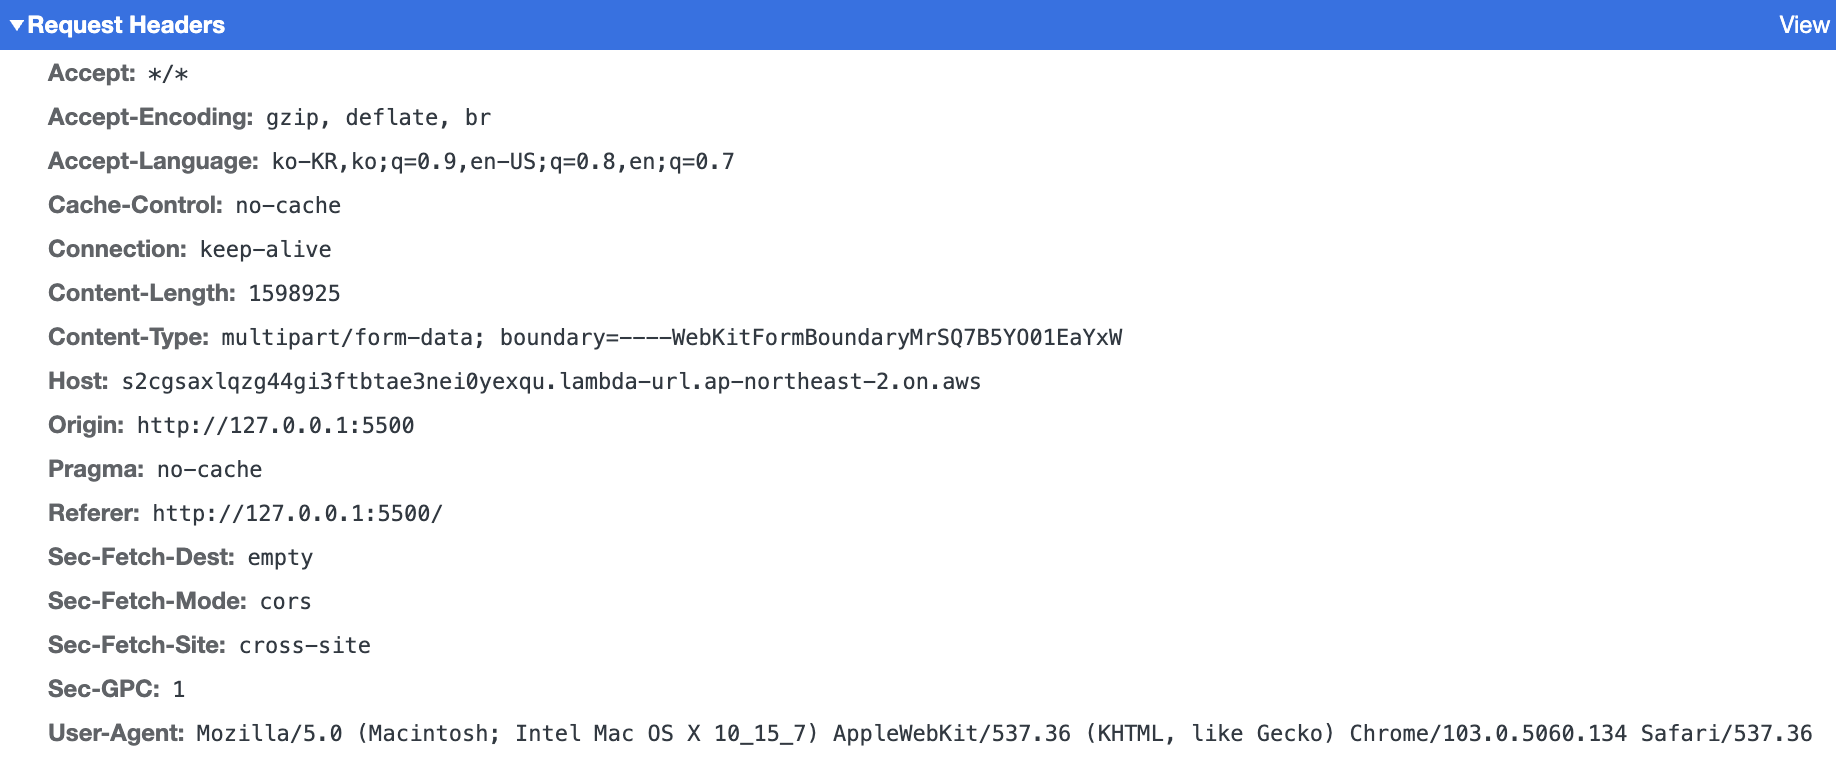 ▼Request Headers View
Accept: */*
Accept-Encoding: gzip, deflate, br
Accept-Language: ko-KR,ko;q=0.9,en-US;q=0.8,en;q=0.7
Cache-Control: no-cache
Connection: keep-alive
Content-Length: 1598925
Content-Type: multipart/form-data; boundary=----WebKitFormBoundaryMrSQ7B5YO01EaYxW
Host: s2cgsaxlqzg44gi3ftbtae3nei0yexqu.lambda-url.ap-northeast-2.on.aws
Origin: http://127.0.0.1:5500
Pragma: no-cache
Referer: http://127.0.0.1:5500/
Sec-Fetch-Dest: empty
Sec-Fetch-Mode: cors
Sec-Fetch-Site: cross-site
Sec-GPC: 1
User-Agent: Mozilla/5.0 (Macintosh; Intel Mac OS X 10_15_7) AppleWebKit/537.36 (KHTML, like Gecko) Chrome/103.0.5060.134 Safari/537.36